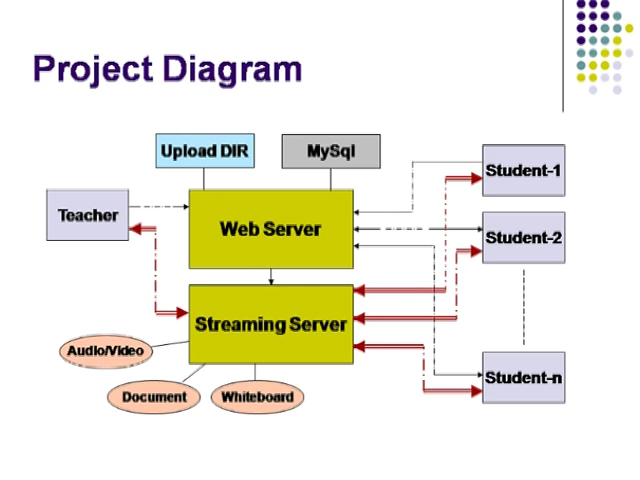 Project Diagram
Upload DIR
MySql
Student-1
Teacher
Web Server
Student-2
Streaming Server
Audio/Video
Student-n
Document
Whiteboard